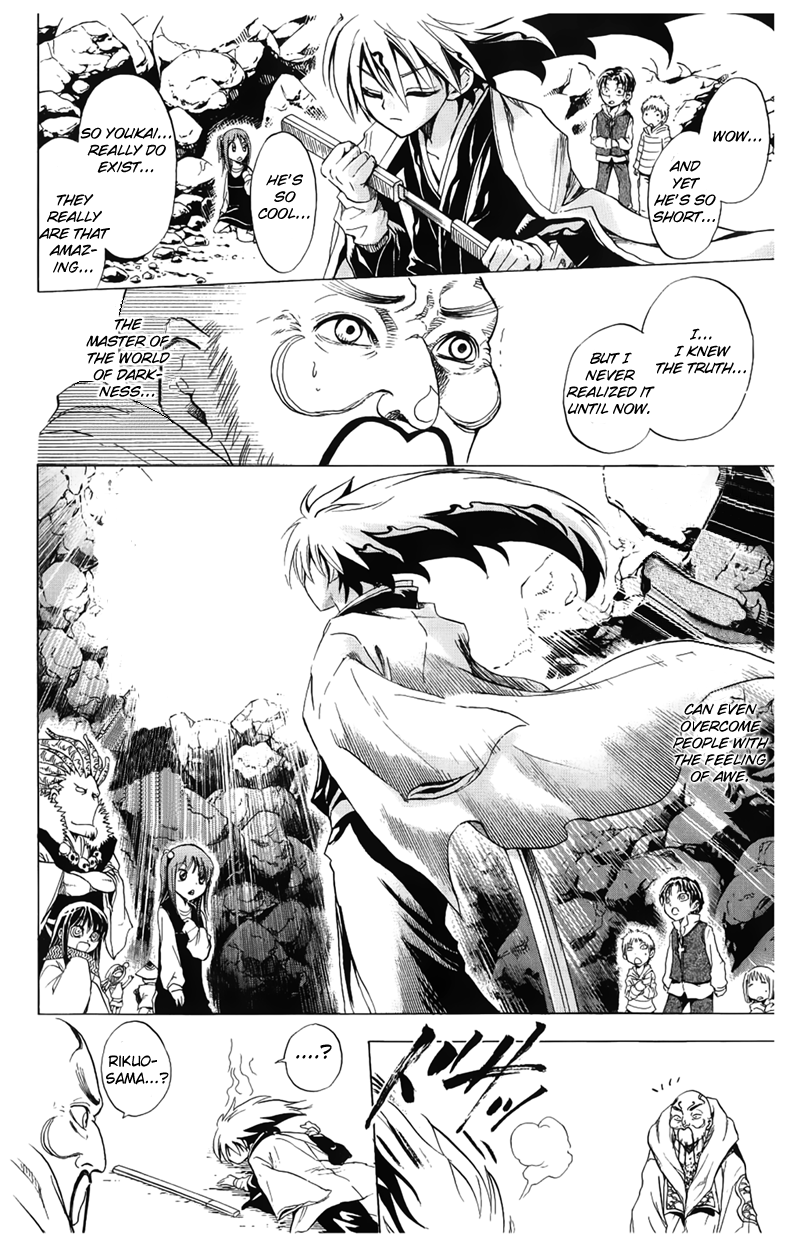 WOW...
AND
YET
HE'S SO
SHORT...
HE'S
SO
COOL...
SO YOUKAI...
REALLY DO
EXIST...
THEY
REALLY
ARE THAT
AMAZ-
ING...
I...
I KNEW
THE TRUTH...
BUT I
NEVER
REALIZED IT
UNTIL NOW.
THE
MASTER OF
THE WORLD
OF DARK-
NESS...
CAN EVEN
OVERCOME
PEOPLE WITH
THE FEELING
OF AWE.
....?
RIKUO-
SAMA...?